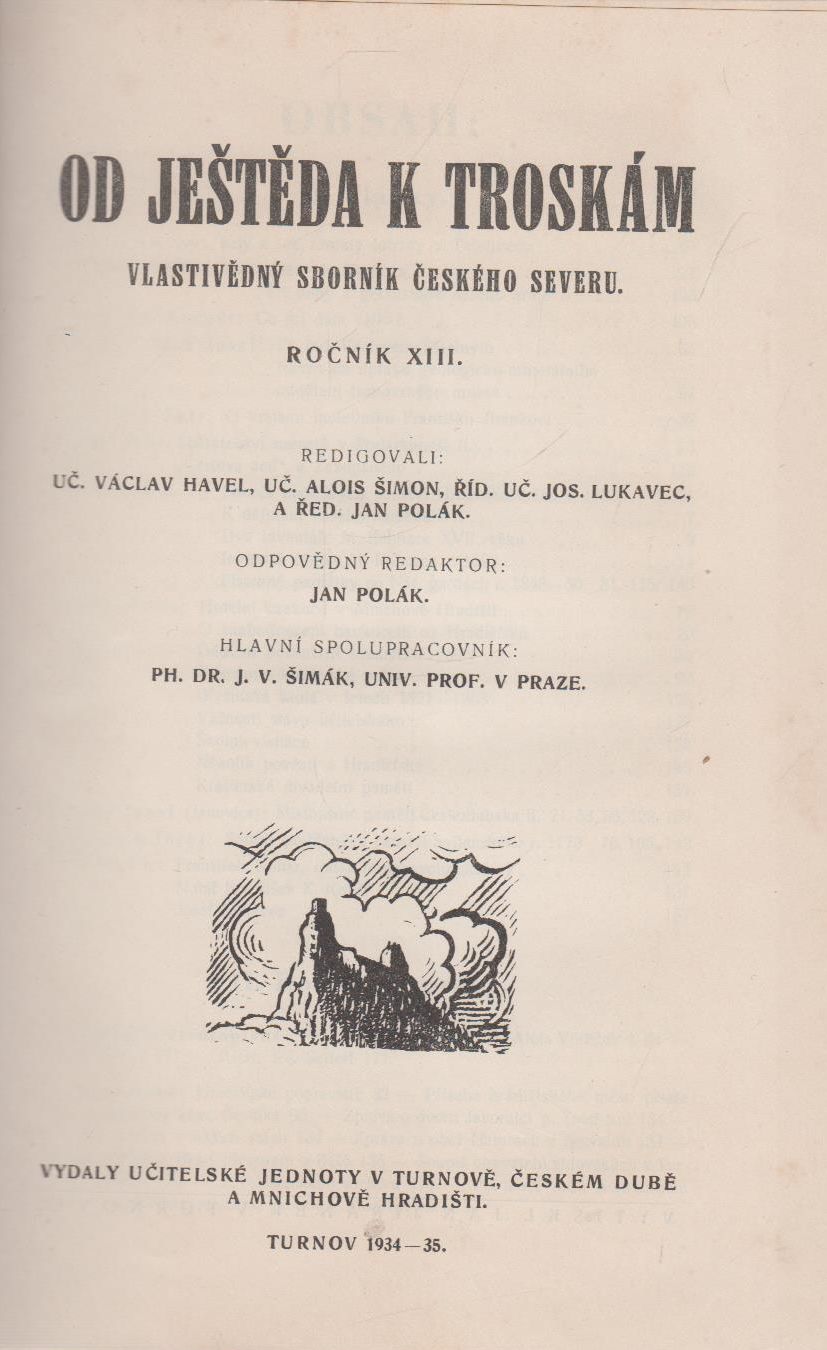 OD JEŠTĚDA K TROSKÁM
VLASTIVĚDNÝ SBORNÍK ČESKÉHO SEVERU.
ROČNÍK XIII.
REDIGOVALI:
UČ. VÁCLAV HAVEL, UČ. ALOIS ŠIMON, ŘÍD. UČ. JOS. LUKAVEC,
A ŘED. JAN POLÁK.
ODPOVĚDNÝ REDAKTOR:
JAN POLÁK.
HLAVNÍ SPOLUPRACOVNÍK:
PH. DR. J. V. ŠIMÁK, UNIV. PROF. V PRAZE.
VYDALY UČITELSKÉ JEDNOTY V TURNOVĚ, ČESKÉM DUBĚ
A MNICHOVĚ HRADIŠTI.
TURNOV 1934—35.